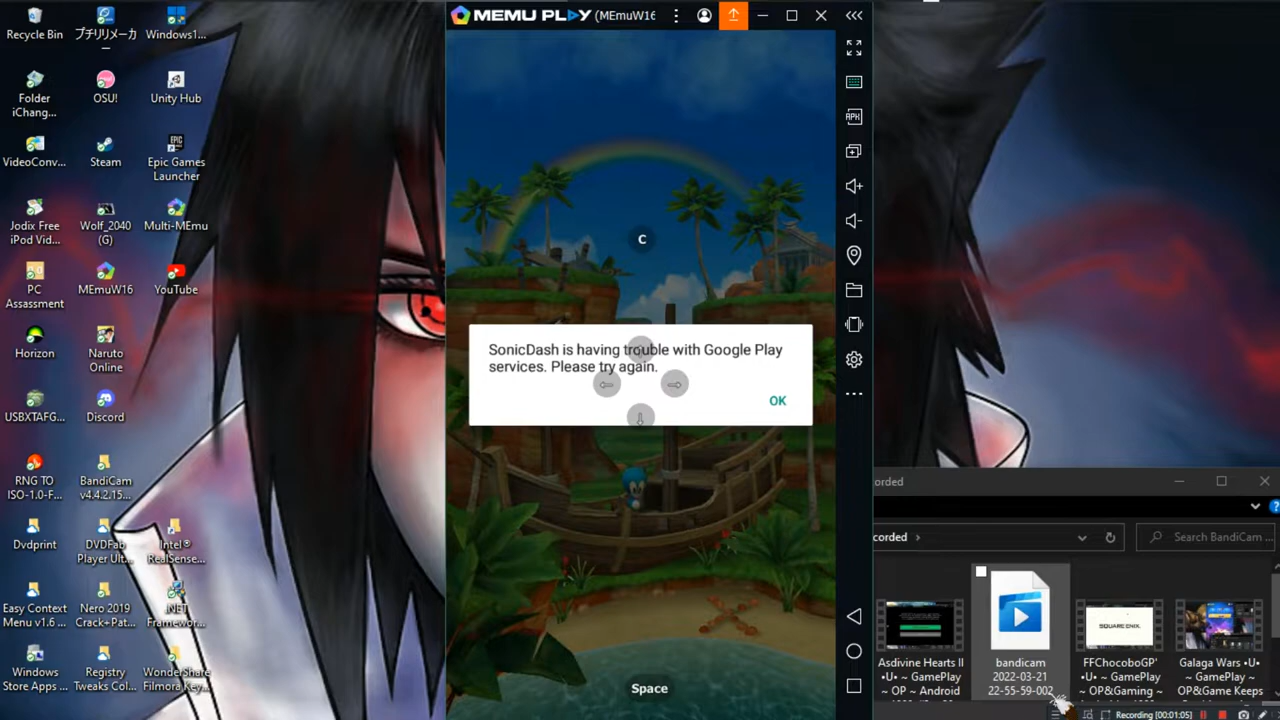 Recycle Bin
プチリリメーカー
Windows1...
Folder iChang...
OSU!
Unity Hub
VideoConv...
Steam
Epic Games Launcher
Jodix Free iPod Vid...
Wolf_2040 (G)
Multi-MEmu
PC Assassment
MEmuW16
YouTube
Horizon
Naruto Online
USBXTAFG...
Discord
RNG TO ISO-1.0-F...
BandiCam v4.4.2.15...
Dvdprint
DVDFab Player Ult...
Intel® RealSense...
Easy Context Menu v1.6 ...
Nero 2019 Crack+Pat...
.NET Framewor...
Windows Store Apps ...
Registry Tweaks Col...
WonderShare Filmora Key...
MEMU PLAY (MEmuW16
APK
C
SonicDash is having trouble with Google Play
services. Please try again.
OK
Space
orded
corded
Search BandiCam ...
Asdivine Hearts II •U• ~ GamePlay ~ OP ~ Android
bandicam 2022-03-21 22-55-59-002
SQUARE ENIX.
FFChocoboGP' •U• ~ GamePlay ~ OP&Gaming ~
Galaga Wars •U• ~ GamePlay ~ OP&Game Keeps
Recording [00:01:05]